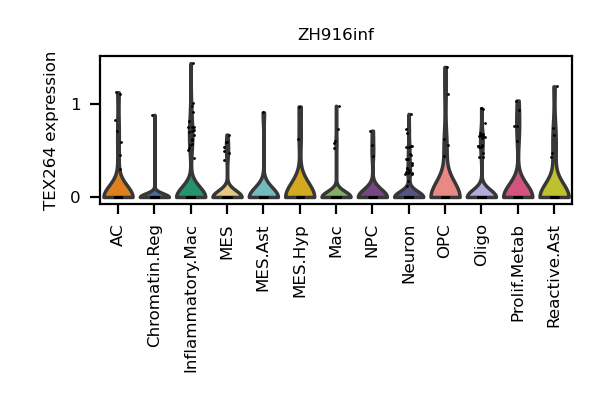 ZH916inf
TEX264 expression
1
0
AC
Chromatin.Reg
Inflammatory.Mac
MES
MES.Ast
MES.Hyp
Mac
NPC
Neuron
OPC
Oligo
Prolif.Metab
Reactive.Ast